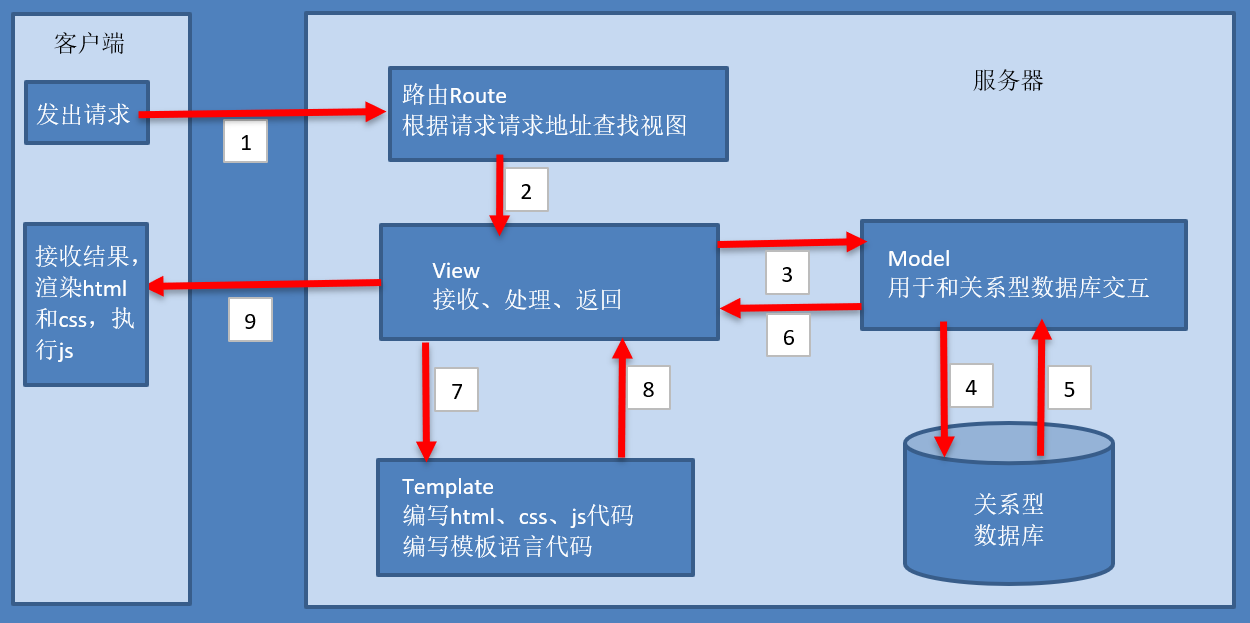 客户端
发出请求
1
接收结果，
渲染html
和css，执
行js
9
服务器
路由Route
根据请求请求地址查找视图
2
View
接收、处理、返回
3
6
Model
用于和关系型数据库交互
7
8
4
5
Template
编写html、css、js代码
编写模板语言代码
关系型
数据库